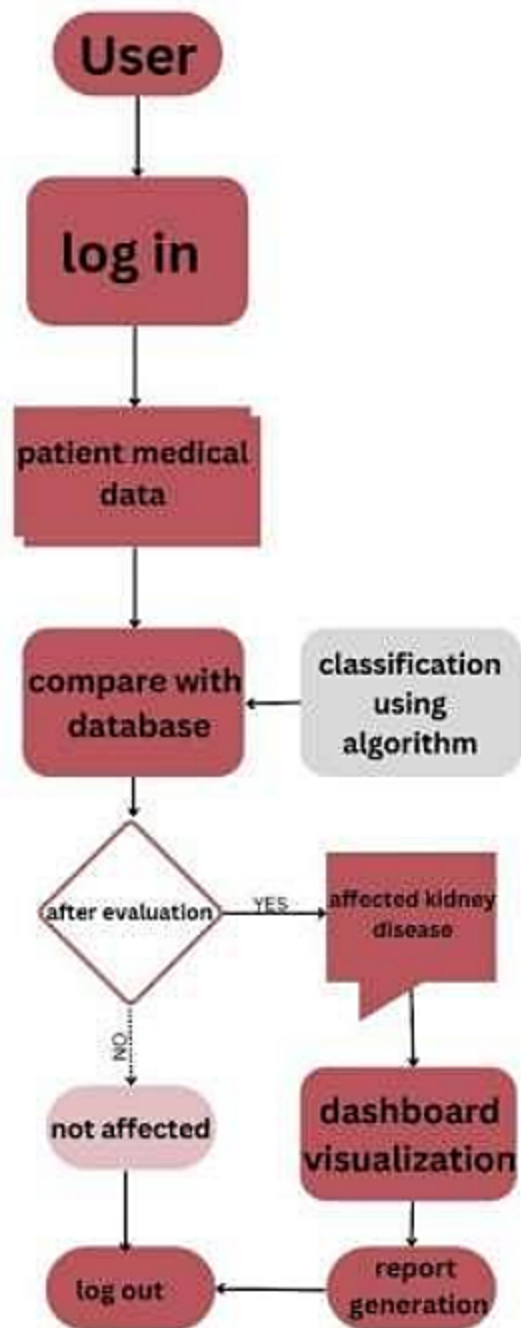 User
log in
patient medical
data
compare with
database
classification
using
algorithm
after evaluation
YES
affected kidney
disease
NO
not affected
dashboard
visualization
log out
report
generation